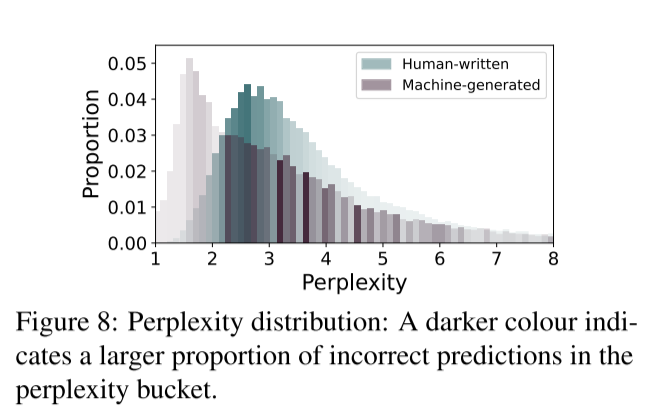 0.05
0.04
0.03
0.02
0.01
0.00
Proportion
Human-written
Machine-generated
1 2 3 4 5 6 7 8
Perplexity
Figure 8: Perplexity distribution: A darker colour indi-
cates a larger proportion of incorrect predictions in the
perplexity bucket.